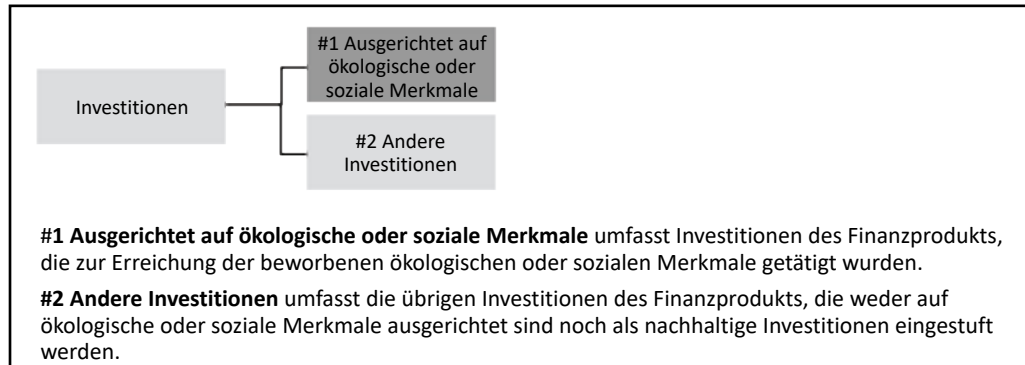 #1 Ausgerichtet auf
ökologische oder
soziale Merkmale
Investitionen
#2 Andere
Investitionen
#1 Ausgerichtet auf ökologische oder soziale Merkmale umfasst Investitionen des Finanzprodukts,
die zur Erreichung der beworbenen ökologischen oder sozialen Merkmale getätigt wurden.
#2 Andere Investitionen umfasst die übrigen Investitionen des Finanzprodukts, die weder auf
ökologische oder soziale Merkmale ausgerichtet sind noch als nachhaltige Investitionen eingestuft
werden.